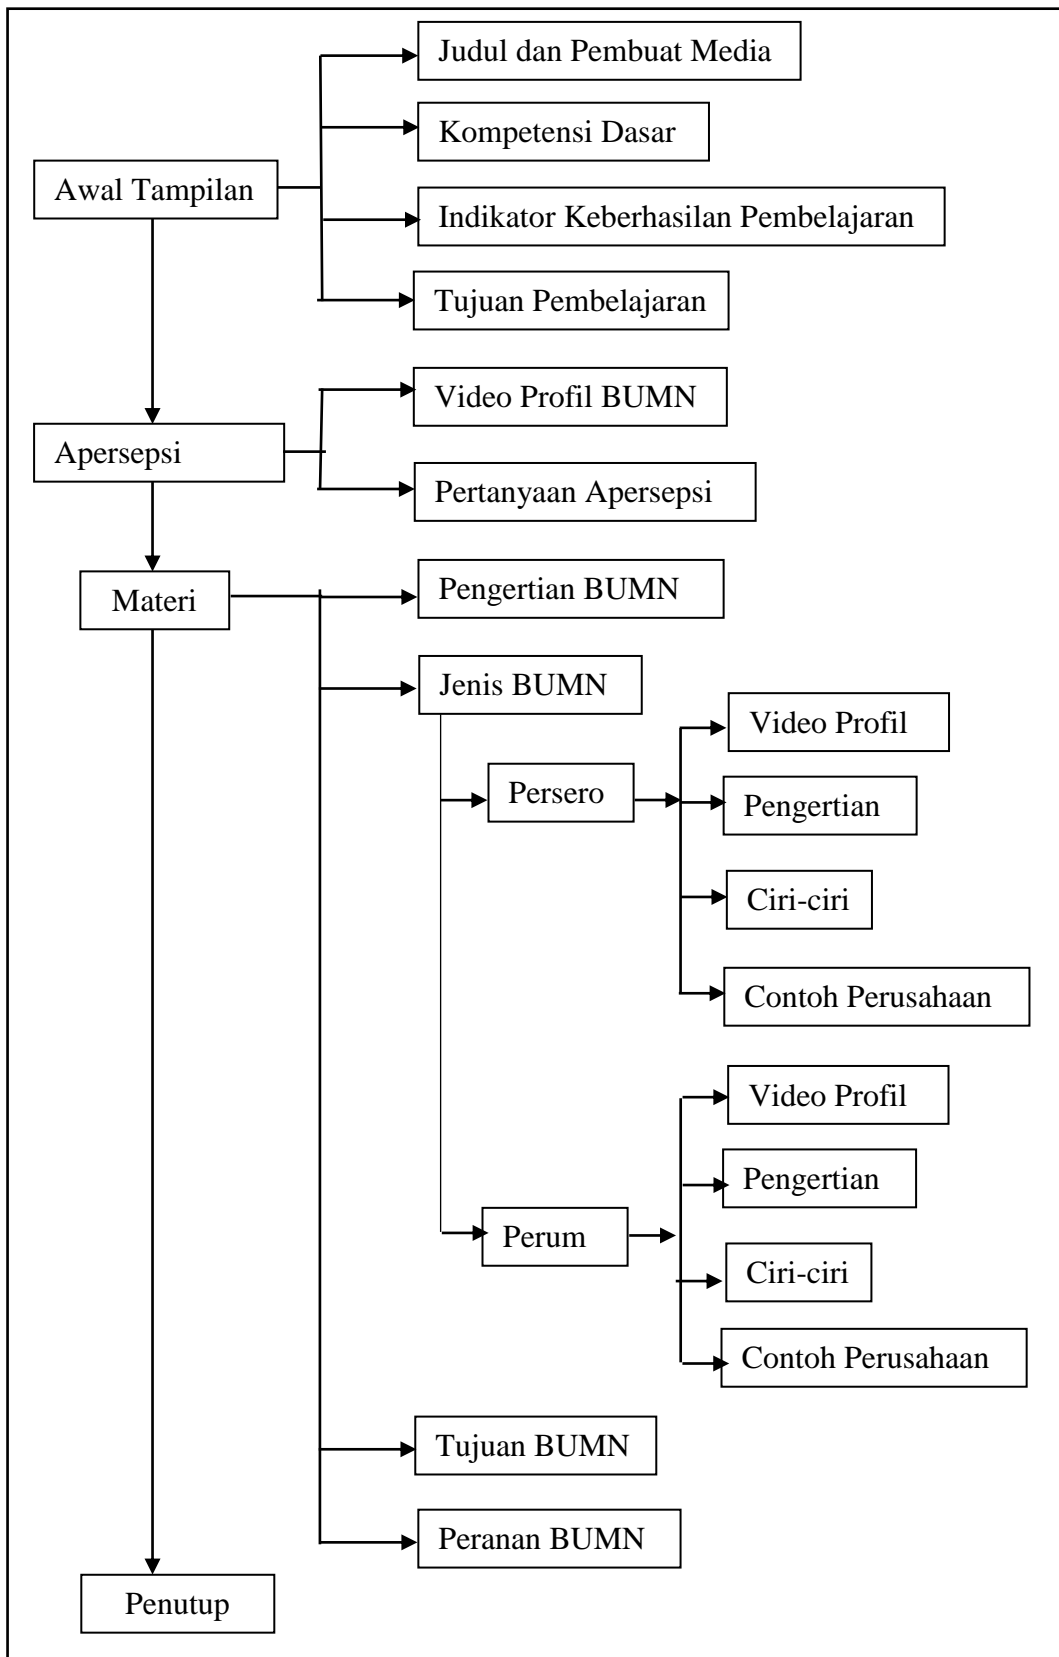 Judul dan Pembuat Media
Kompetensi Dasar
Awal Tampilan
Indikator Keberhasilan Pembelajaran
Tujuan Pembelajaran
Video Profil BUMN
Apersepsi
Pertanyaan Apersepsi
Pengertian BUMN
Materi
Jenis BUMN
Video Profil
Persero
Pengertian
Ciri-ciri
Contoh Perusahaan
Video Profil
Pengertian
Perum
Ciri-ciri
Contoh Perusahaan
Tujuan BUMN
Peranan BUMN
Penutup